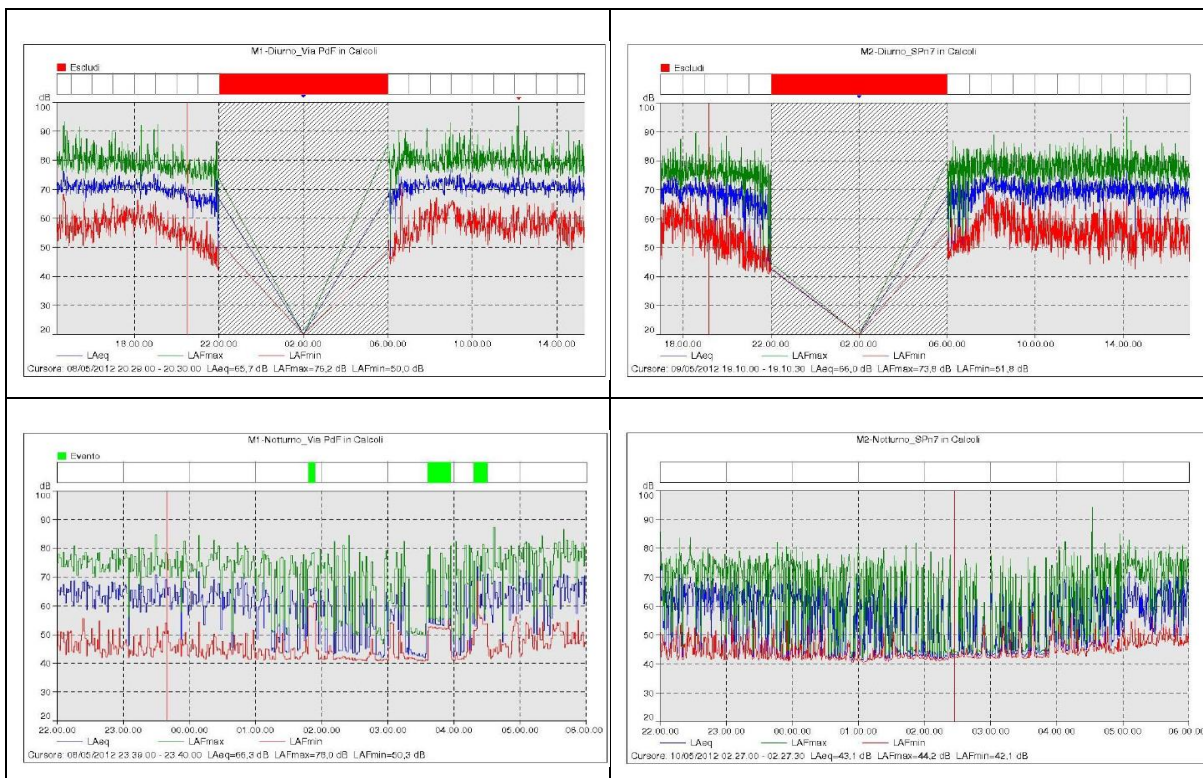 M1-Diurno_Via PdF in Calcoli
Escludi
dB
100
90
80
70
60
50
40
30
20
18.00.00 22.00.00 02.00.00 06.00.00 10.00.00 14.00.00
LAeq LAFmax LAFmin
Cursore: 08/05/2012 20.29.00 - 20.30.00 LAeq=65,7 dB LAFmax=76,2 dB LAFmin=50,0 dB
M2-Diurno_SPn7 in Calcoli
Escludi
dB
100
90
80
70
60
50
40
30
20
18.00.00 22.00.00 02.00.00 06.00.00 10.00.00 14.00.00
LAeq LAFmax LAFmin
Cursore: 09/05/2012 19.10.00 - 19.10.30 LAeq=66,0 dB LAFmax=73,8 dB LAFmin=51,8 dB
M1-Notturno_Via PdF in Calcoli
Evento
dB
100
90
80
70
60
50
40
30
20
22.00.00 23.00.00 00.00.00 01.00.00 02.00.00 03.00.00 04.00.00 05.00.00 06.00.00
LAeq LAFmax LAFmin
Cursore: 08/05/2012 23.39.00 - 23.40.00 LAeq=66,3 dB LAFmax=78,0 dB LAFmin=50,3 dB
M2-Notturno_SPn7 in Calcoli
dB
100
90
80
70
60
50
40
30
20
22.00.00 23.00.00 00.00.00 01.00.00 02.00.00 03.00.00 04.00.00 05.00.00 06.00.00
LAeq LAFmax LAFmin
Cursore: 10/05/2012 02.27.00 - 02.27.30 LAeq=43,1 dB LAFmax=44,2 dB LAFmin=42,1 dB